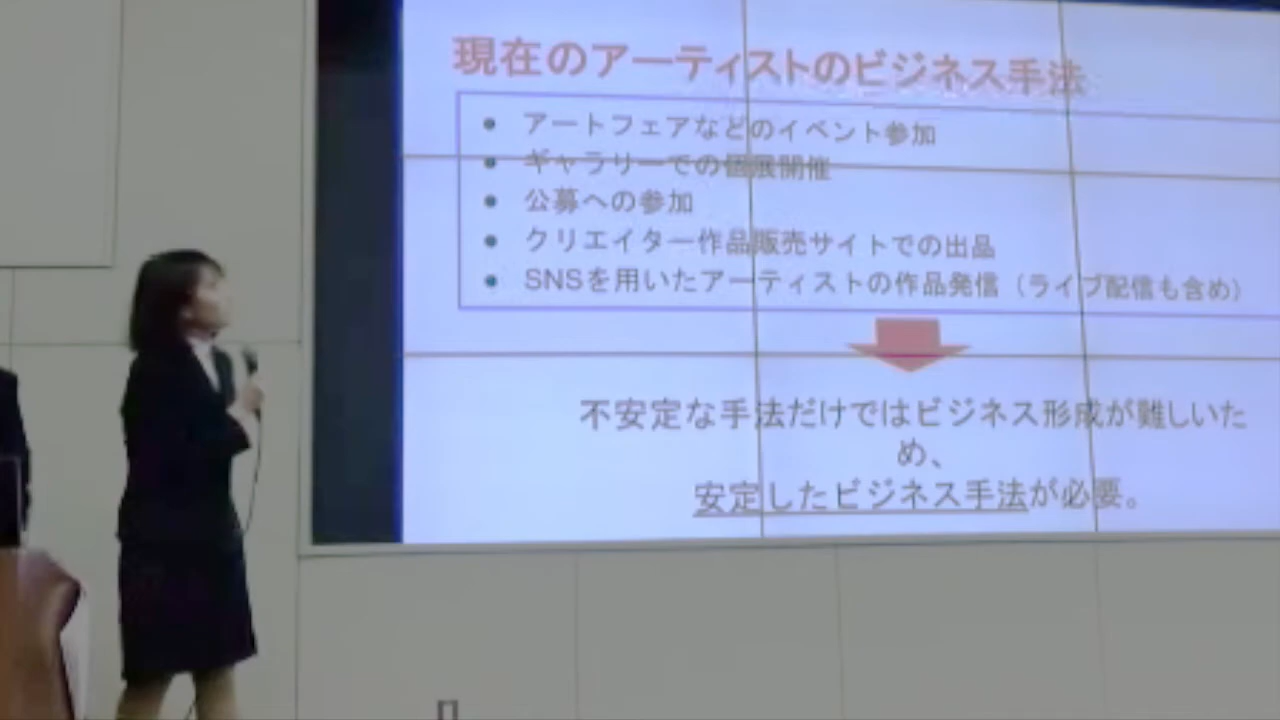 現在のアーティストのビジネス手法
● アートフェアなどのイベント参加
● ギャラリーでの個展開催
● 公募への参加
● クリエイター作品販売サイトでの出品
● SNSを用いたアーティストの作品発信（ライブ配信も含め）
不安定な手法だけではビジネス形成が難しいた
め、
安定したビジネス手法が必要。